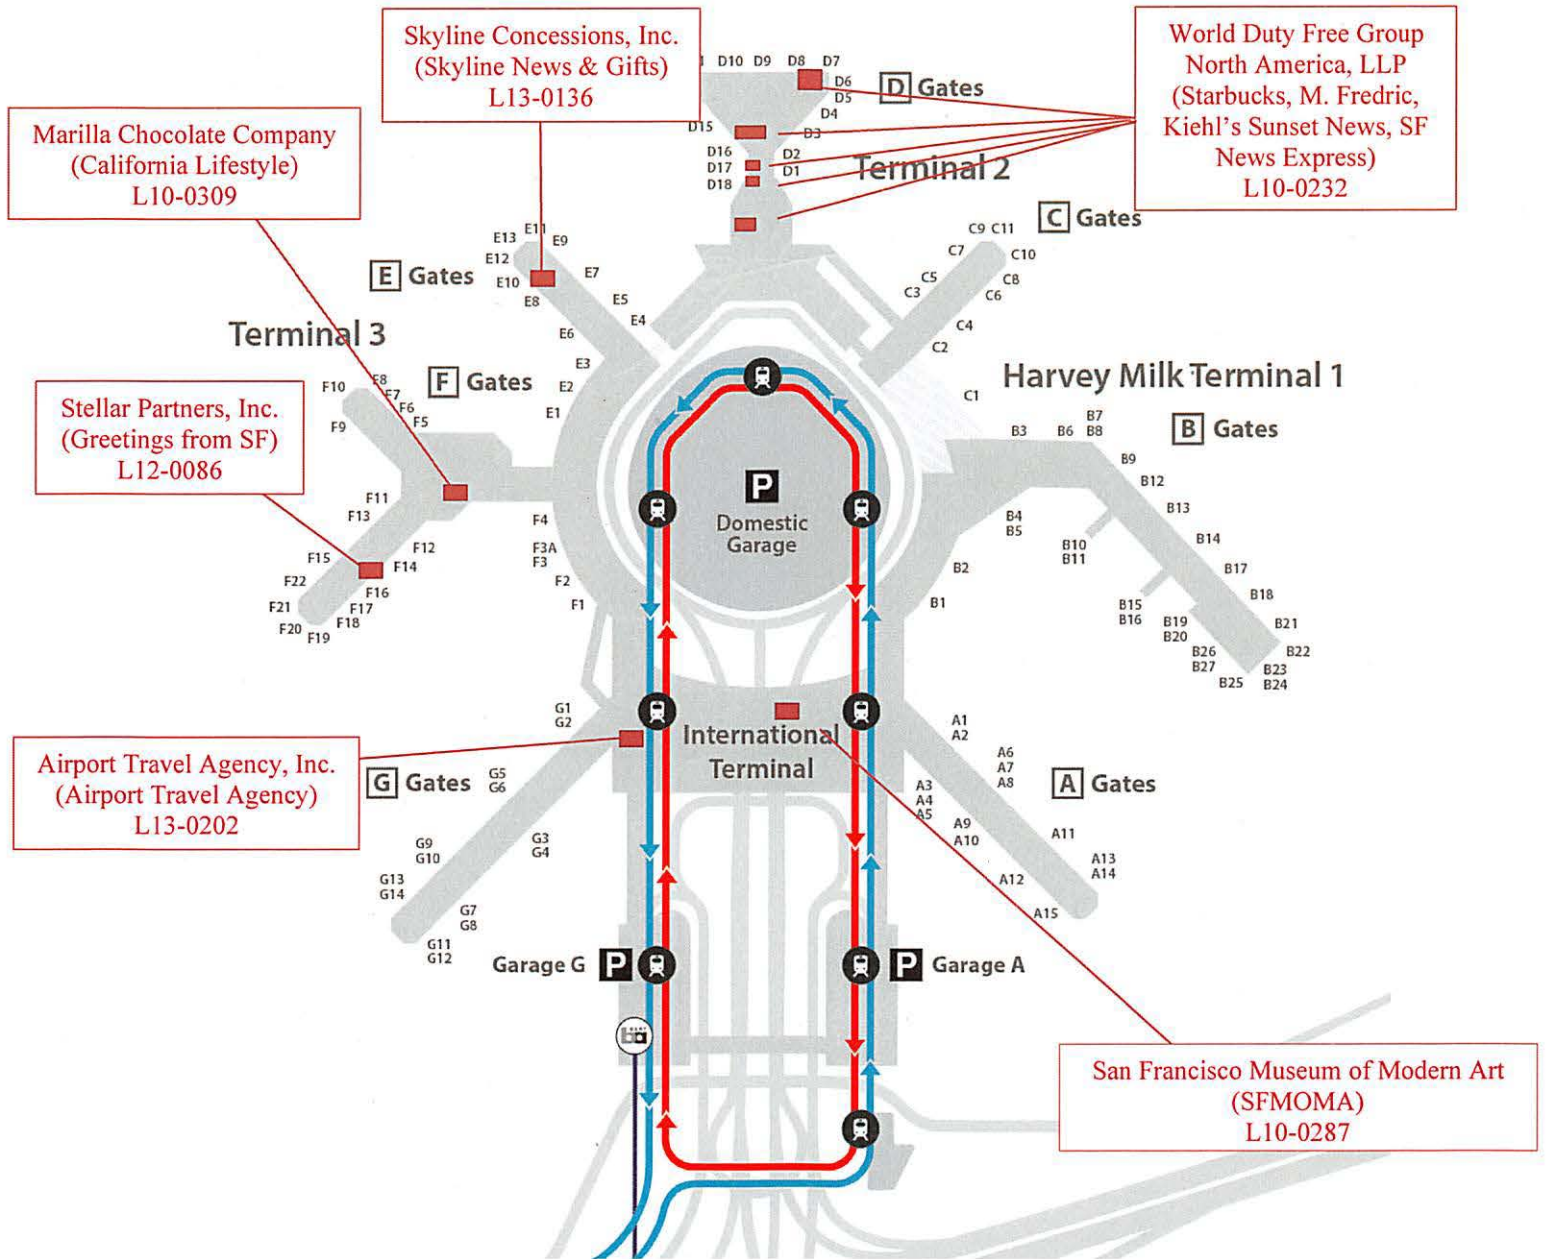 Skyline Concessions, Inc.
(Skyline News & Gifts)
L13-0136
World Duty Free Group
North America, LLP
(Starbucks, M. Fredric,
Kiehl's Sunset News, SF
News Express)
L10-0232
Marilla Chocolate Company
(California Lifestyle)
L10-0309
Stellar Partners, Inc.
(Greetings from SF)
L12-0086
Airport Travel Agency, Inc.
(Airport Travel Agency)
L13-0202
San Francisco Museum of Modern Art
(SFMOMA)
L10-0287
D10 D9 D8 D7
D6
D5
D4
D3
D15
D16
D17
D18
D2
D1
D Gates
Terminal 2
C Gates
C9 C11
C7
C10
C5
C8
C3
C6
C4
C2
C1
E Gates
E13
E11
E9
E12
E10
E7
E8
E5
E4
E6
E3
E2
E1
Terminal 3
F Gates
F10
F8
F7
F6
F5
F9
F11
F13
F12
F15
F14
F22
F16
F21
F17
F18
F20
F19
F4
F3A
F3
F2
F1
Harvey Milk Terminal 1
B Gates
B3
B6
B7
B8
B9
B12
B13
B4
B5
B14
B10
B11
B17
B2
B18
B1
B15
B16
B19
B20
B21
B22
B26
B27
B23
B24
B25
P
Domestic
Garage
International
Terminal
G Gates
G1
G2
G5
G6
G3
G4
G9
G10
G13
G14
G7
G8
G11
G12
A Gates
A1
A2
A6
A7
A8
A3
A4
A5
A9
A10
A11
A13
A14
A12
A15
Garage G P
P Garage A
ba